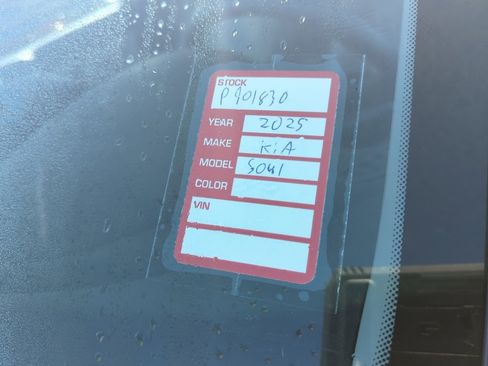 STOCK
P901830
YEAR 2025
MAKE KiA
MODEL SOul
COLOR
VIN